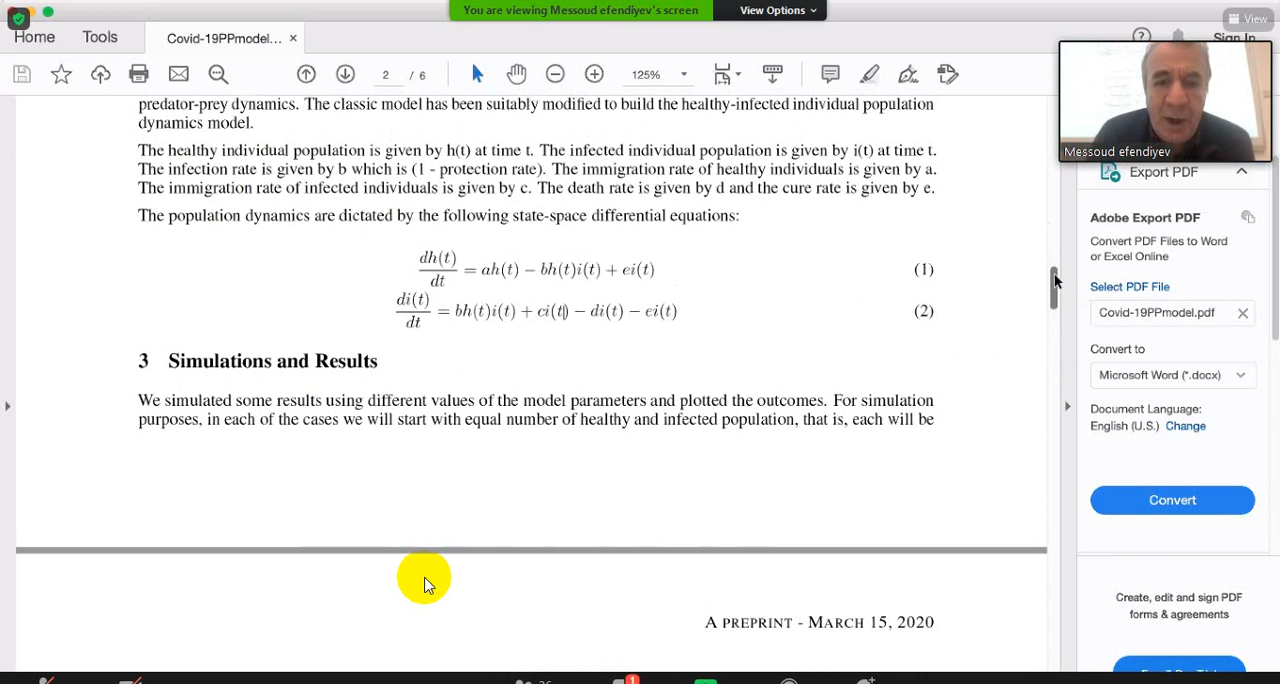 You are viewing Messoud efendiyev's screen
View Options
View
Home
Tools
Covid-19PPmodel... ×
Sign In
2 / 6
125%
Messoud efendiyev
predator-prey dynamics. The classic model has been suitably modified to build the healthy-infected individual population
dynamics model.
The healthy individual population is given by h(t) at time t. The infected individual population is given by i(t) at time t.
The infection rate is given by b which is (1 - protection rate). The immigration rate of healthy individuals is given by a.
The immigration rate of infected individuals is given by c. The death rate is given by d and the cure rate is given by e.
The population dynamics are dictated by the following state-space differential equations:
dh(t)/dt = ah(t) − bh(t)i(t) + ei(t) (1)
di(t)/dt = bh(t)i(t) + ci(t) − di(t) − ei(t) (2)
3 Simulations and Results
We simulated some results using different values of the model parameters and plotted the outcomes. For simulation
purposes, in each of the cases we will start with equal number of healthy and infected population, that is, each will be
A PREPRINT - MARCH 15, 2020
Export PDF
Adobe Export PDF
Convert PDF Files to Word
or Excel Online
Select PDF File
Covid-19PPmodel.pdf
Convert to
Microsoft Word (*.docx)
Document Language:
English (U.S.) Change
Convert
Create, edit and sign PDF
forms & agreements
1